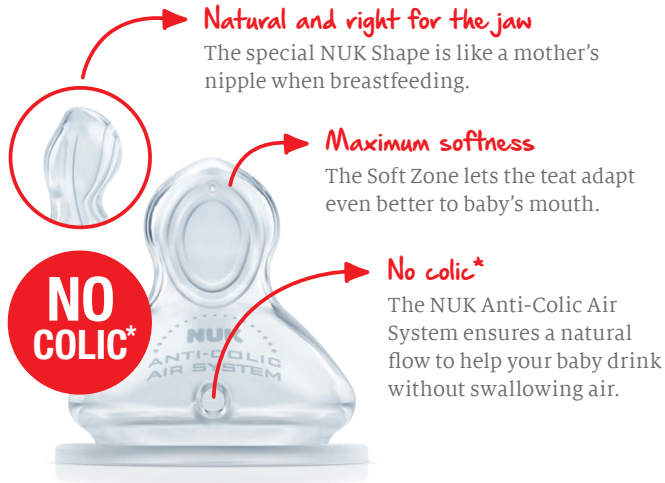 Natural and right for the jaw
The special NUK Shape is like a mother's
nipple when breastfeeding.
Maximum softness
The Soft Zone lets the teat adapt
even better to baby's mouth.
No colic*
The NUK Anti-Colic Air
System ensures a natural
flow to help your baby drink
without swallowing air.
NO
COLIC*
NUK
ANTI-COLIC
AIR SYSTEM